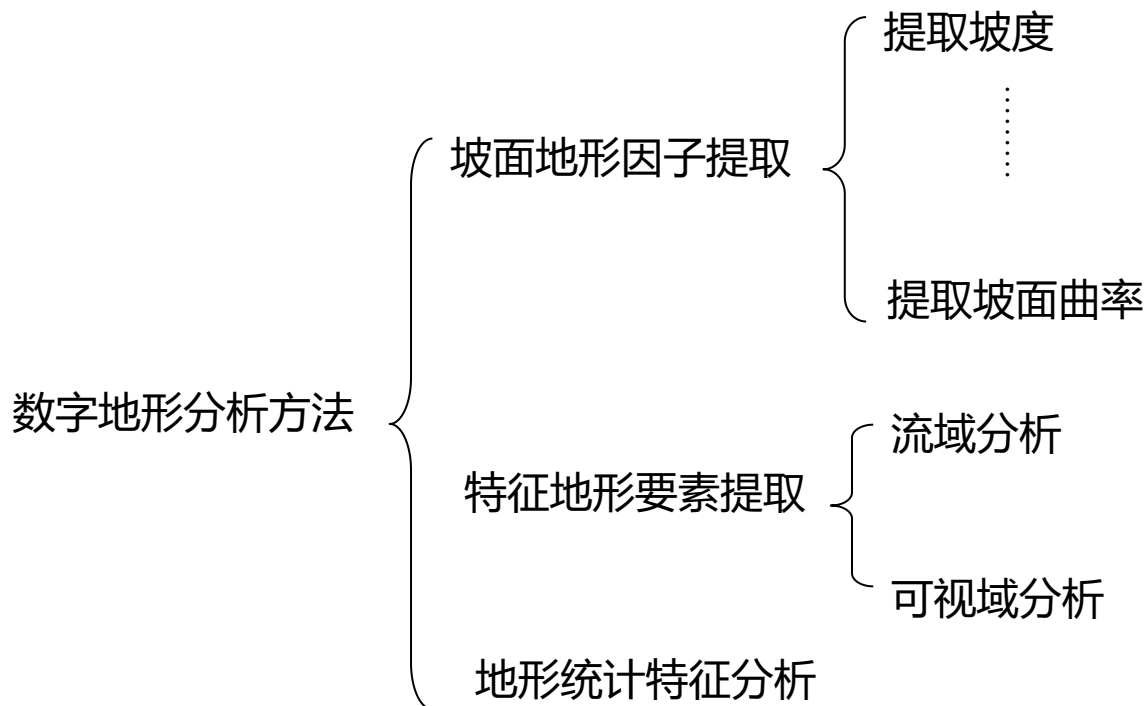 提取坡度
坡面地形因子提取
提取坡面曲率
数字地形分析方法
流域分析
特征地形要素提取
可视域分析
地形统计特征分析